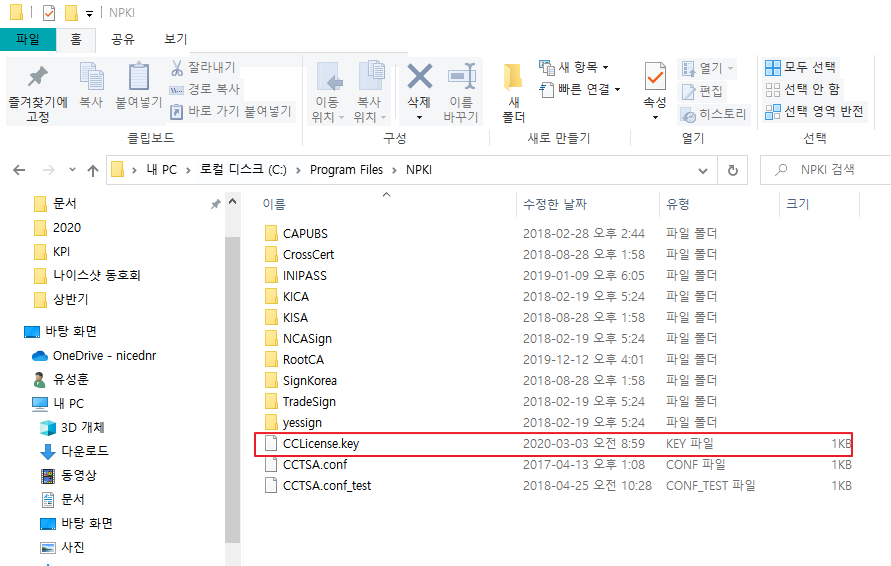 NPKI
파일 홈 공유 보기
즐겨찾기에 고정
복사
붙여넣기
잘라내기
경로 복사
바로 가기 붙여넣기
클립보드
이동 위치
복사 위치
삭제
이름 바꾸기
구성
새 폴더
새 항목
빠른 연결
새로 만들기
속성
열기
편집
히스토리
열기
모두 선택
선택 안 함
선택 영역 반전
선택
내 PC > 로컬 디스크 (C:) > Program Files > NPKI
NPKI 검색
문서
2020
KPI
나이스샷 동호회
상반기
바탕 화면
OneDrive - nicednr
유성훈
내 PC
3D 개체
다운로드
동영상
문서
바탕 화면
사진
이름 수정한 날짜 유형 크기
CAPUBS 2018-02-28 오후 2:44 파일 폴더
CrossCert 2018-08-28 오후 1:58 파일 폴더
INIPASS 2019-01-09 오후 6:05 파일 폴더
KICA 2018-02-19 오후 5:24 파일 폴더
KISA 2018-08-28 오후 1:58 파일 폴더
NCASign 2018-02-19 오후 5:24 파일 폴더
RootCA 2019-12-12 오후 4:01 파일 폴더
SignKorea 2018-08-28 오후 1:58 파일 폴더
TradeSign 2018-02-19 오후 5:24 파일 폴더
yessign 2018-02-19 오후 5:24 파일 폴더
CCLicense.key 2020-03-03 오전 8:59 KEY 파일 1KB
CCTSA.conf 2017-04-13 오후 1:08 CONF 파일 1KB
CCTSA.conf_test 2018-04-25 오전 10:28 CONF_TEST 파일 1KB